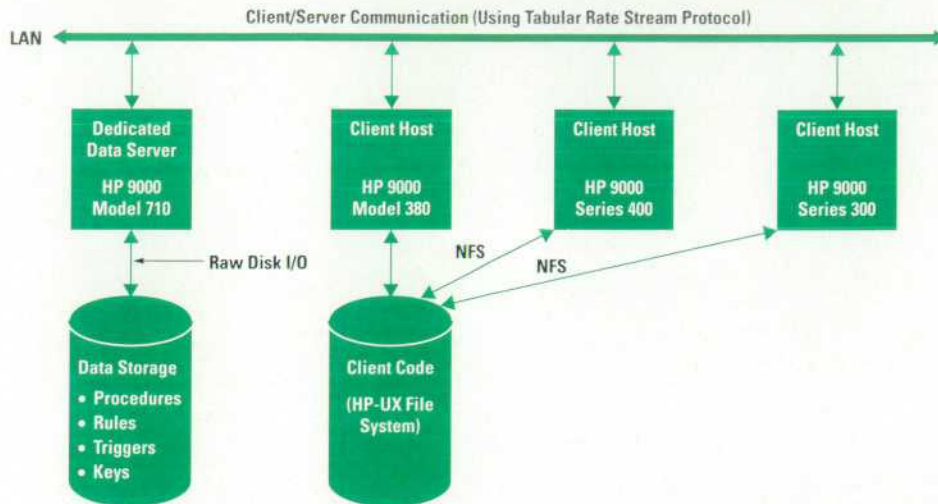 Client/Server Communication (Using Tabular Rate Stream Protocol)
LAN
Dedicated
Data Server
HP 9000
Model 710
Client Host
HP 9000
Model 380
Client Host
HP 9000
Series 400
Client Host
HP 9000
Series 300
Raw Disk I/O
NFS
NFS
Data Storage
• Procedures
• Rules
• Triggers
• Keys
Client Code
(HP-UX File
System)